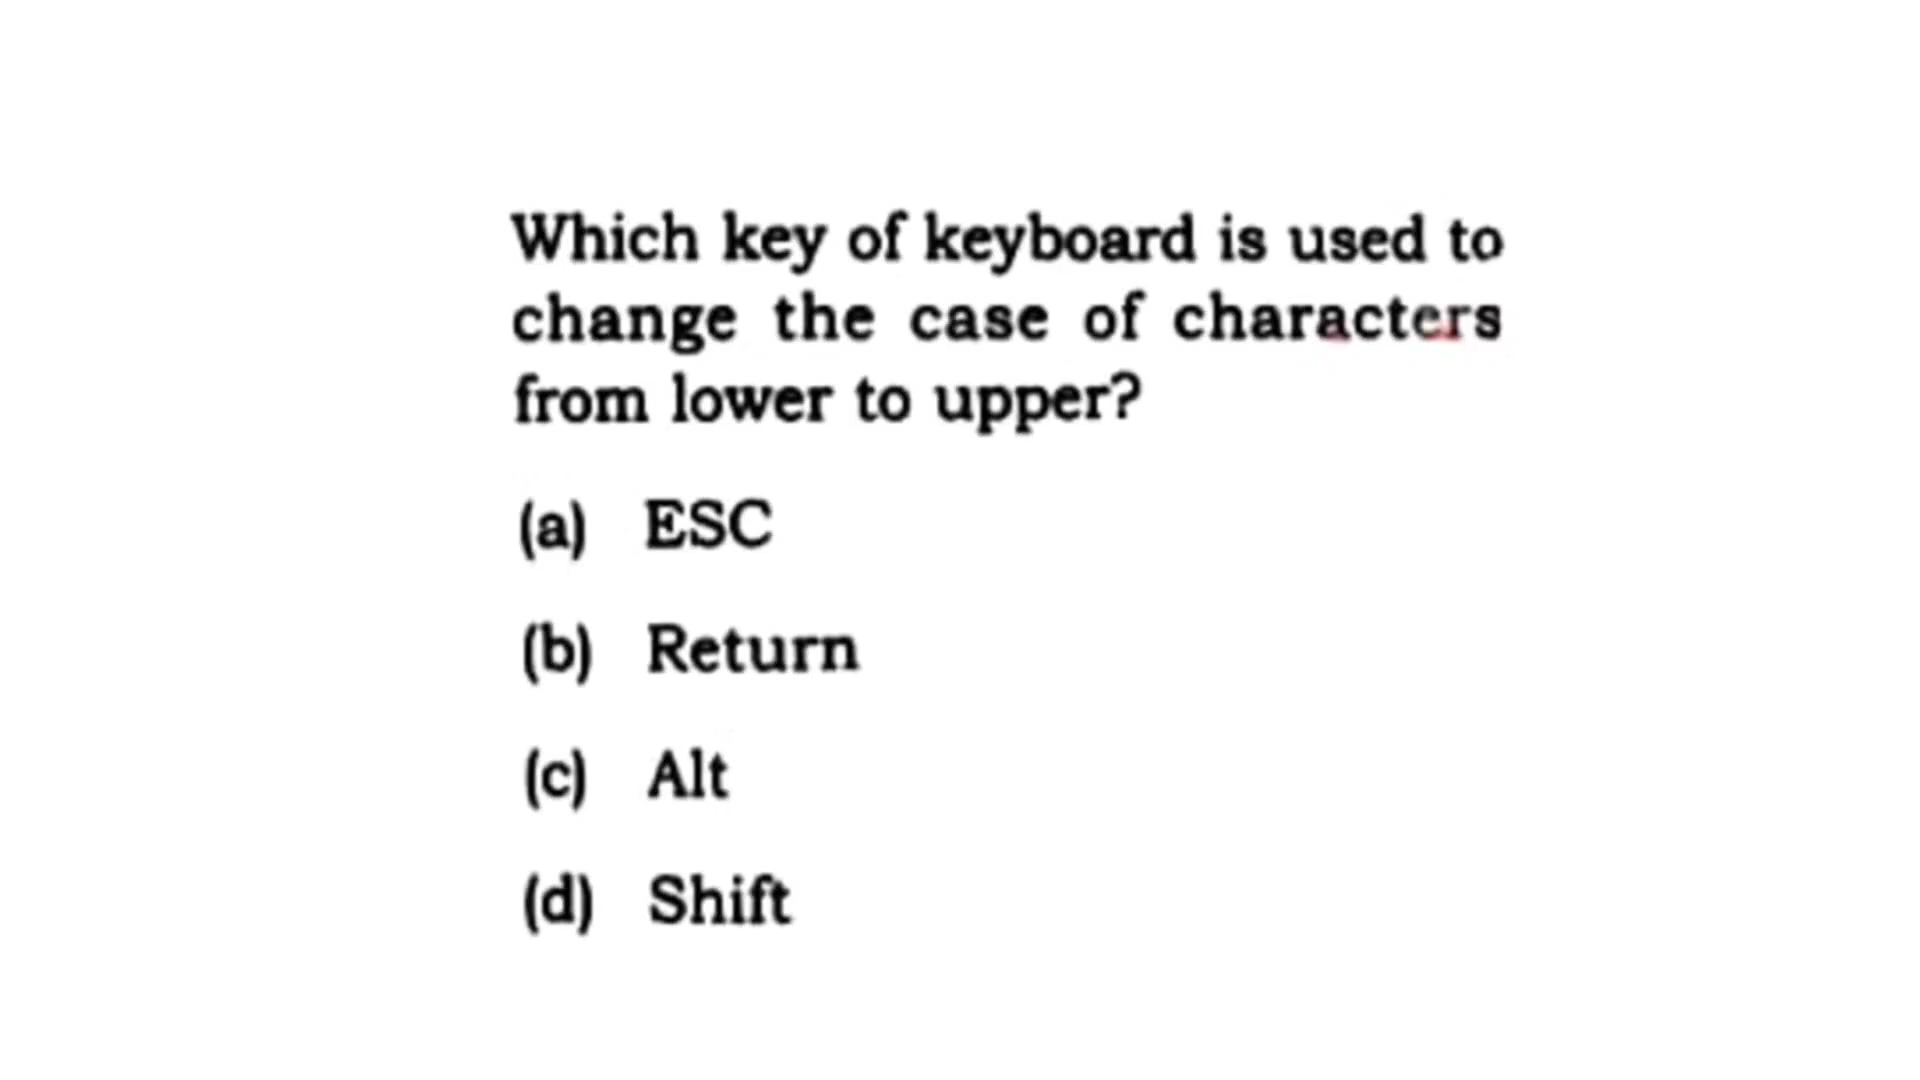 Which key of keyboard is used to
change the case of characters
from lower to upper?
(a) ESC
(b) Return
(c) Alt
(d) Shift